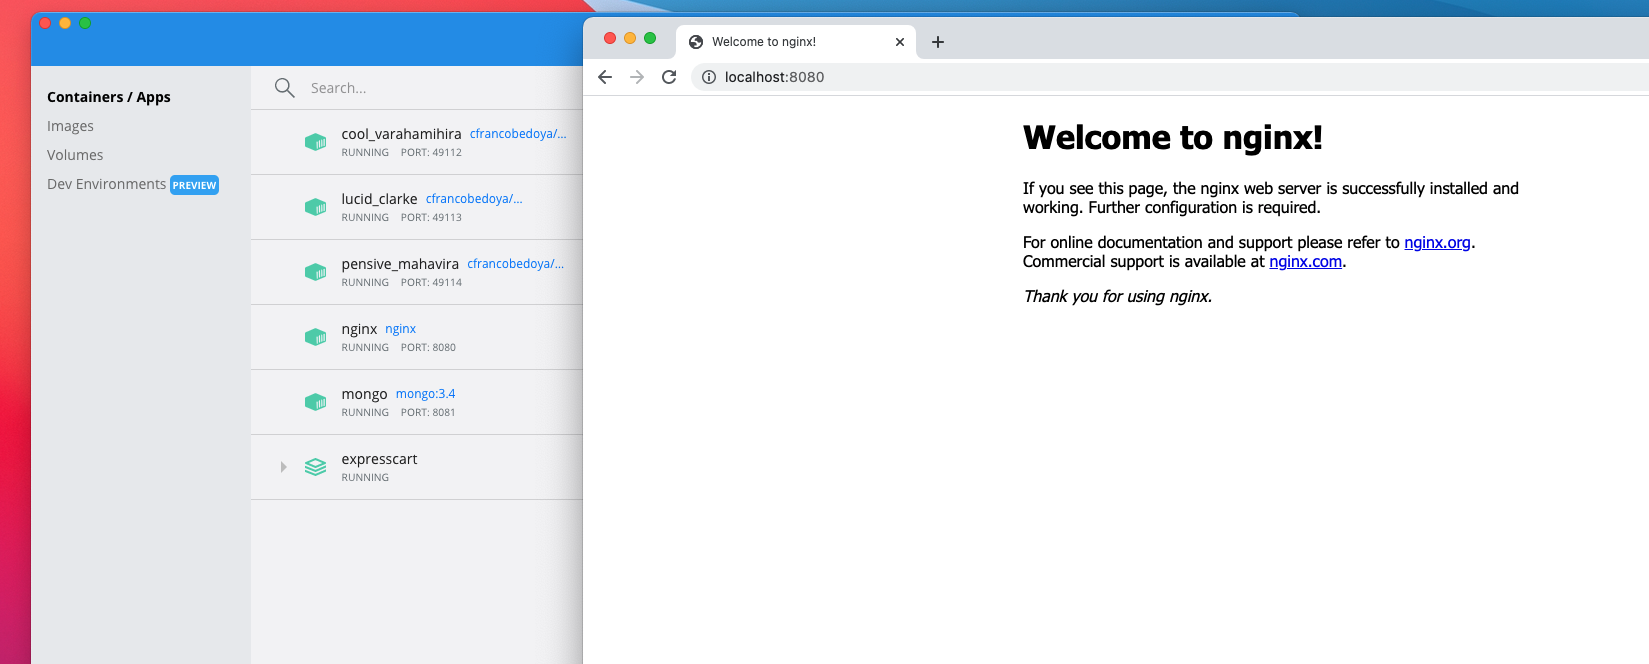 Containers / Apps
Images
Volumes
Dev Environments PREVIEW
Search...
cool_varahamihira cfrancobedoya/...
RUNNING PORT: 49112
lucid_clarke cfrancobedoya/...
RUNNING PORT: 49113
pensive_mahavira cfrancobedoya/...
RUNNING PORT: 49114
nginx nginx
RUNNING PORT: 8080
mongo mongo:3.4
RUNNING PORT: 8081
expresscart
RUNNING
Welcome to nginx!
localhost:8080
Welcome to nginx!
If you see this page, the nginx web server is successfully installed and
working. Further configuration is required.
For online documentation and support please refer to nginx.org.
Commercial support is available at nginx.com.
Thank you for using nginx.